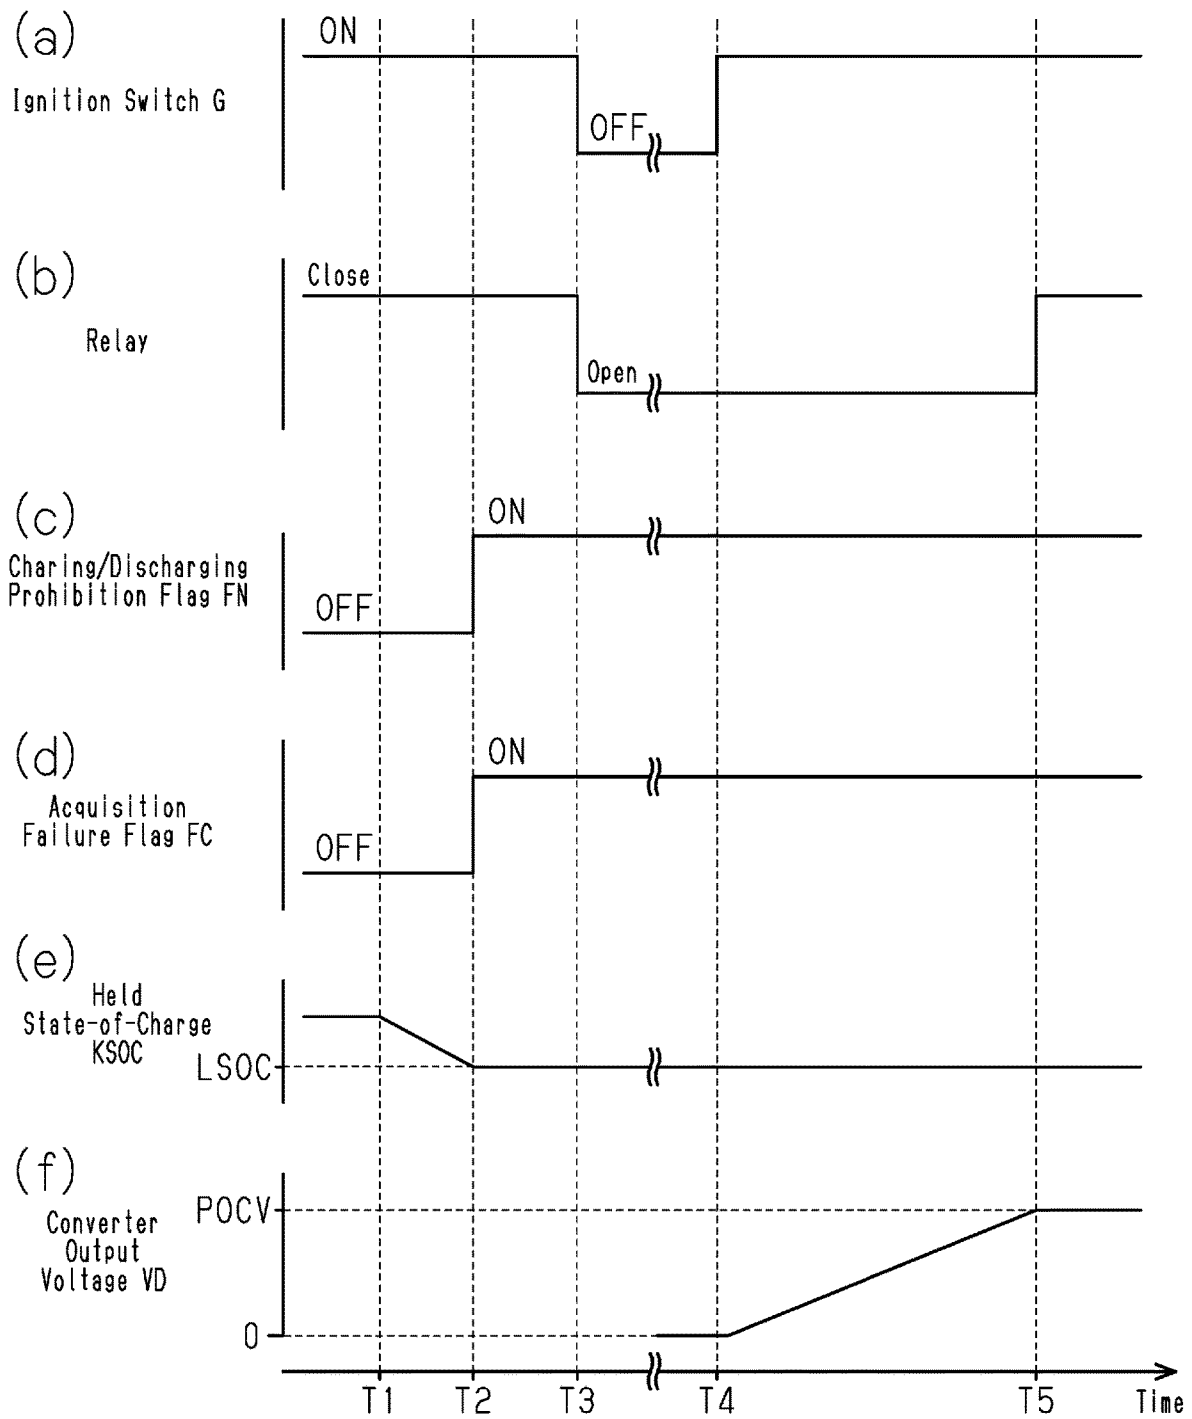 (a)
ON
Ignition Switch G
OFF
(b)
Close
Relay
Open
(c)
ON
Charing/Discharging
Prohibition Flag FN
OFF
(d)
ON
Acquisition
Failure Flag FC
OFF
(e)
Held
State-of-Charge
KSOC
LSOC
(f)
POCV
Converter
Output
Voltage VD
0
T1 T2 T3 T4 T5 Time